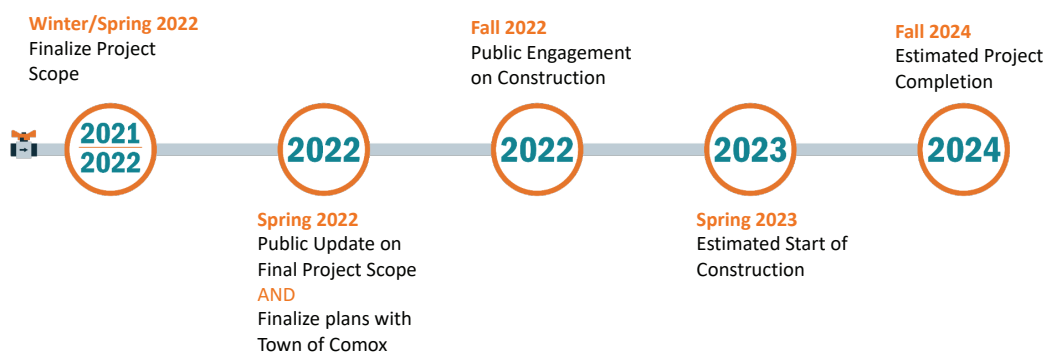 Winter/Spring 2022
Finalize Project
Scope
2021
2022
2022
Spring 2022
Public Update on
Final Project Scope
AND
Finalize plans with
Town of Comox
Fall 2022
Public Engagement
on Construction
2022
2023
Spring 2023
Estimated Start of
Construction
Fall 2024
Estimated Project
Completion
2024